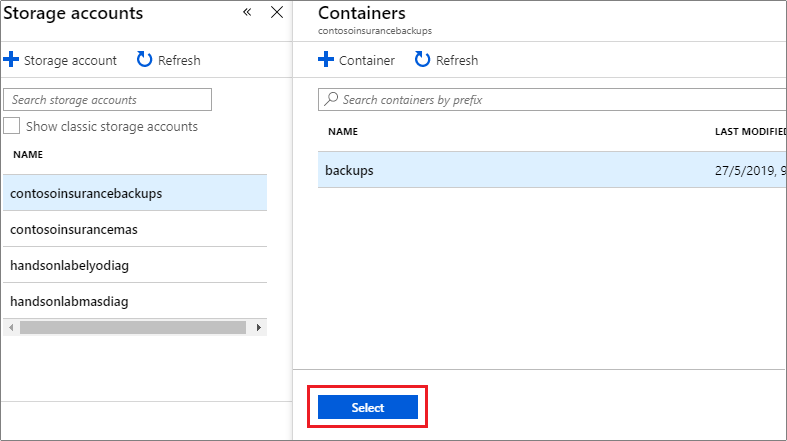 Storage accounts
Storage account
Refresh
Search storage accounts
Show classic storage accounts
NAME
contosoinsurancebackups
contosoinsurancemas
handsonlabelyodiag
handsonlabmasdiag
Containers
contosoinsurancebackups
Container
Refresh
Search containers by prefix
NAME LAST MODIFIED
backups 27/5/2019, 9
Select